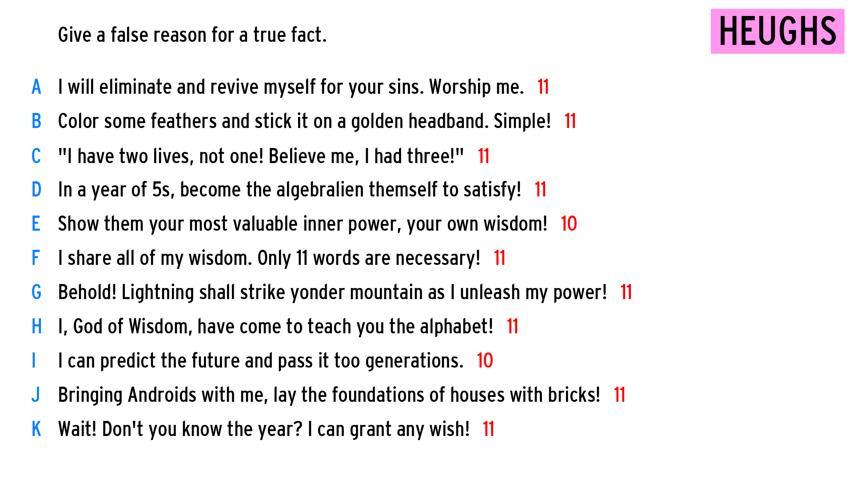 Give a false reason for a true fact.
HEUGHS
A I will eliminate and revive myself for your sins. Worship me. 11
B Color some feathers and stick it on a golden headband. Simple! 11
C "I have two lives, not one! Believe me, I had three!" 11
D In a year of 5s, become the algebralien themself to satisfy! 11
E Show them your most valuable inner power, your own wisdom! 10
F I share all of my wisdom. Only 11 words are necessary! 11
G Behold! Lightning shall strike yonder mountain as I unleash my power! 11
H I, God of Wisdom, have come to teach you the alphabet! 11
I I can predict the future and pass it too generations. 10
J Bringing Androids with me, lay the foundations of houses with bricks! 11
K Wait! Don't you know the year? I can grant any wish! 11